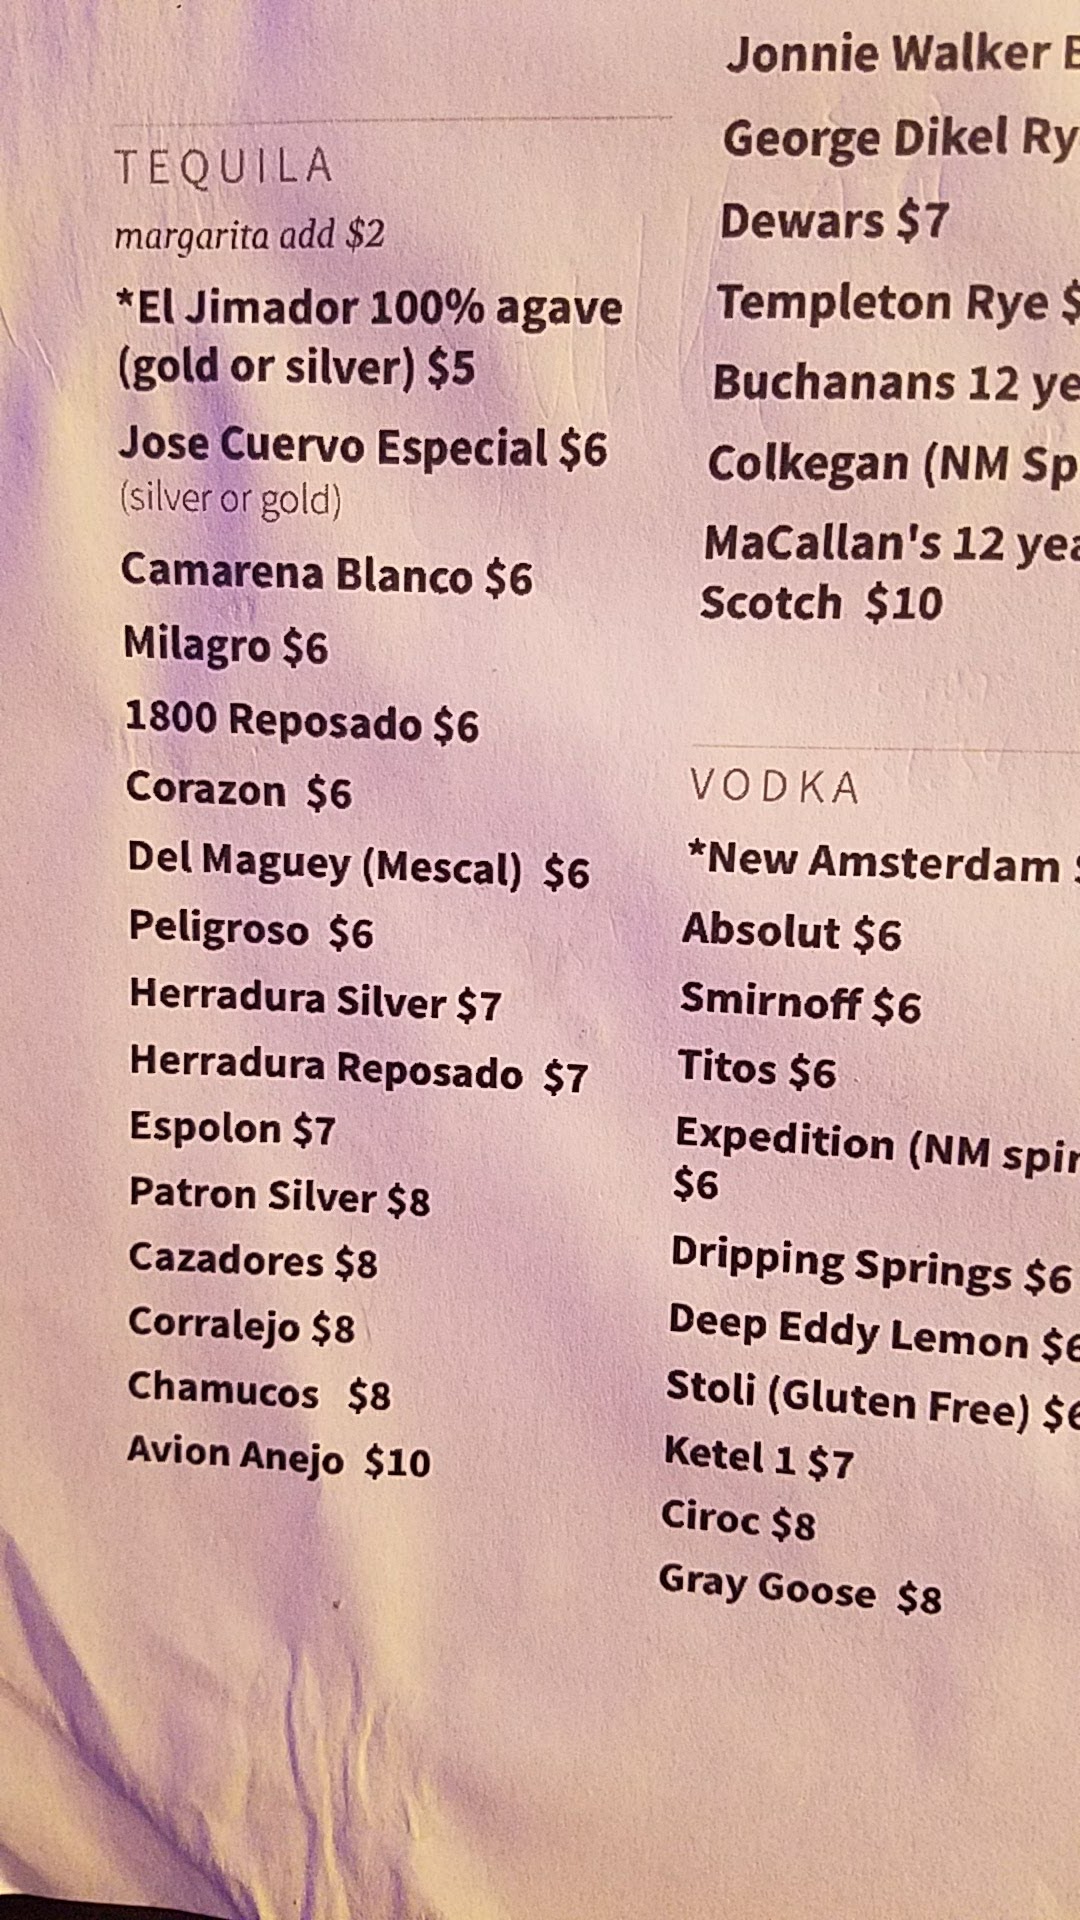 TEQUILA
margarita add $2
*El Jimador 100% agave
(gold or silver) $5
Jose Cuervo Especial $6
(silver or gold)
Camarena Blanco $6
Milagro $6
1800 Reposado $6
Corazon $6
Del Maguey (Mescal) $6
Peligroso $6
Herradura Silver $7
Herradura Reposado $7
Espolon $7
Patron Silver $8
Cazadores $8
Corralejo $8
Chamucos $8
Avion Anejo $10
Jonnie Walker
George Dikel
Dewars $7
Templeton Rye
Buchanans 12
Colkegan (NM
MaCallan's 12
Scotch $10
VODKA
*New Amsterdam
Absolut $6
Smirnoff $6
Titos $6
Expedition (NM
$6
Dripping Springs $6
Deep Eddy Lemon $6
Stoli (Gluten Free) $6
Ketel 1 $7
Ciroc $8
Gray Goose $8